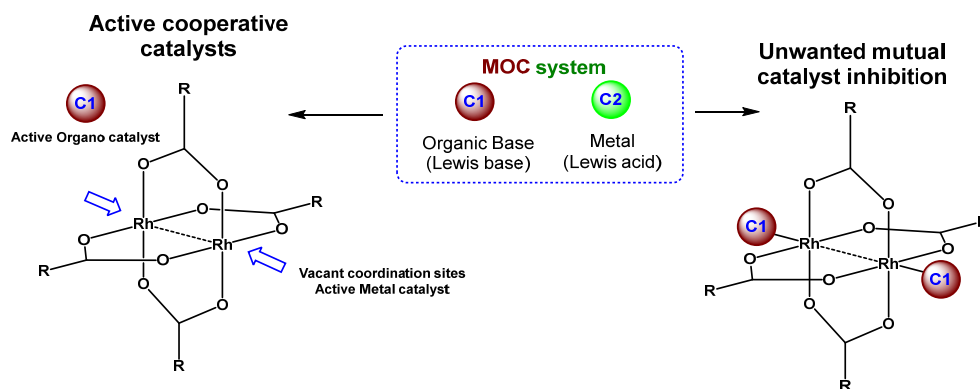 Active cooperative
catalysts
C1
Active Organo catalyst
R
O
O
Rh
O
R
O
Rh
O
O
R
O
O
R
Vacant coordination sites
Active Metal catalyst
MOC system
C1
C2
Organic Base
(Lewis base)
Metal
(Lewis acid)
Unwanted mutual
catalyst inhibition
R
O
O
C1
Rh
O
R
O
Rh
O
C1
O
R
O
O
R